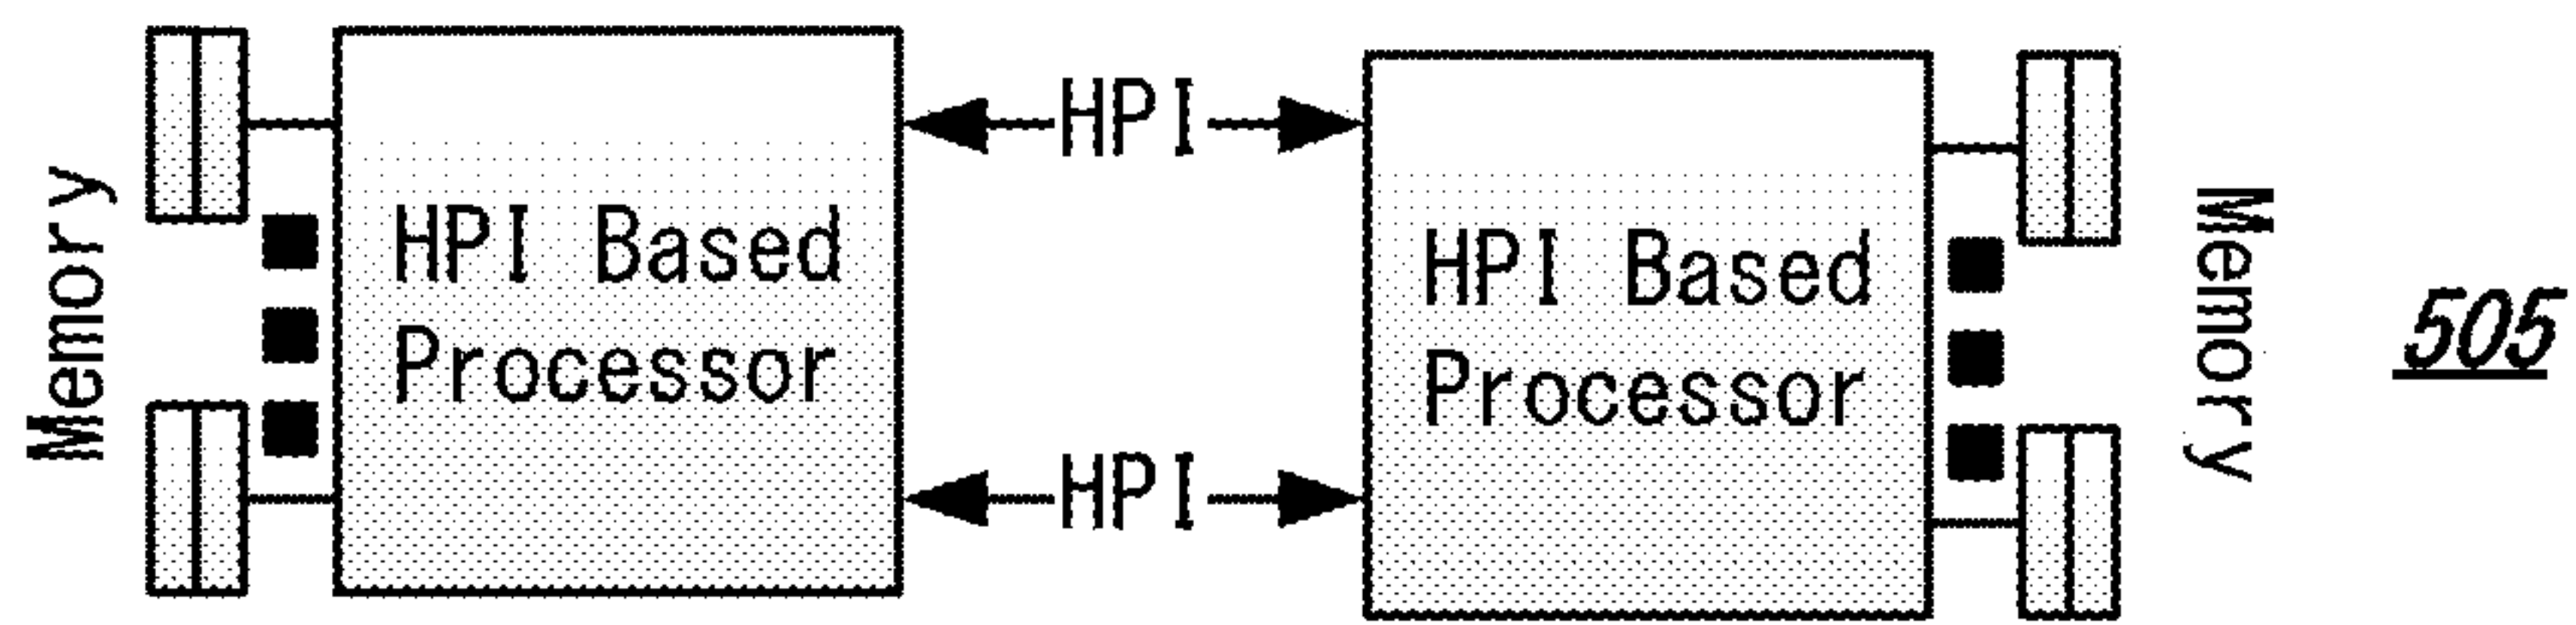 Memory
HPI Based
Processor
HPI
HPI
HPI Based
Processor
Memory
505